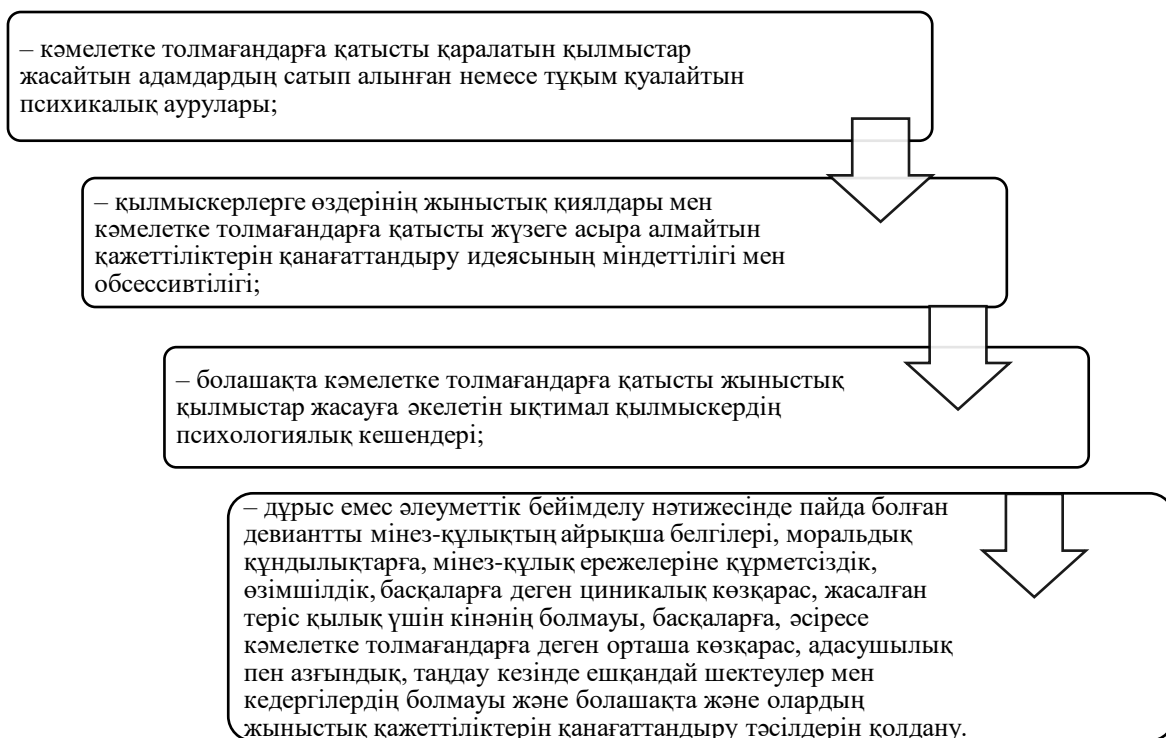 – кәмелетке толмағандарға қатысты қаралатын қылмыстар
жасайтын адамдардың сатып алынған немесе тұқым қуалайтын
психикалық аурулары;
– қылмыскерлерге өздерінің жыныстық қиялдары мен
кәмелетке толмағандарға қатысты жүзеге асыра алмайтын
қажеттіліктерін қанағаттандыру идеясының міндеттілігі мен
обсессивтілігі;
– болашақта кәмелетке толмағандарға қатысты жыныстық
қылмыстар жасауға әкелетін ықтимал қылмыскердің
психологиялық кешендері;
– дұрыс емес әлеуметтік бейімделу нәтижесінде пайда болған
девиантты мінез-құлықтың айрықша белгілері, моральдық
құндылықтарға, мінез-құлық ережелеріне құрметсіздік,
өзімшілдік, басқаларға деген циникалық көзқарас, жасалған
теріс қылық үшін кінәнің болмауы, басқаларға, әсіресе
кәмелетке толмағандарға деген орташа көзқарас, адасушылық
пен азғындық, таңдау кезінде ешқандай шектеулер мен
кедергілердің болмауы және болашақта және олардың
жыныстық қажеттіліктерін қанағаттандыру тәсілдерін қолдану.